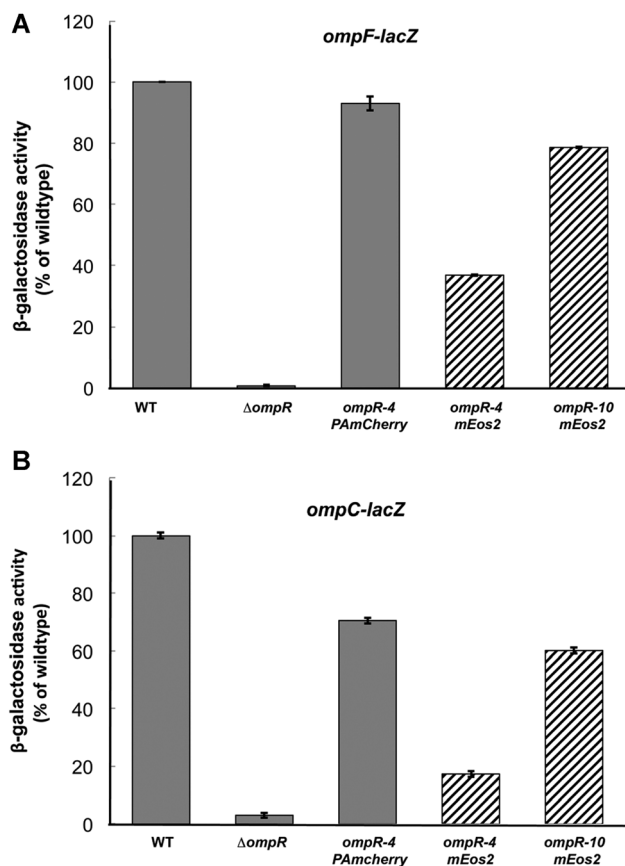 A
ompF-lacZ
β-galactosidase activity
(% of wildtype)
120
100
80
60
40
20
0
WT
ΔompR
ompR-4
PAmCherry
ompR-4
mEos2
ompR-10
mEos2
B
ompC-lacZ
β-galactosidase activity
(% of wildtype)
120
100
80
60
40
20
0
WT
ΔompR
ompR-4
PAmcherry
ompR-4
mEos2
ompR-10
mEos2